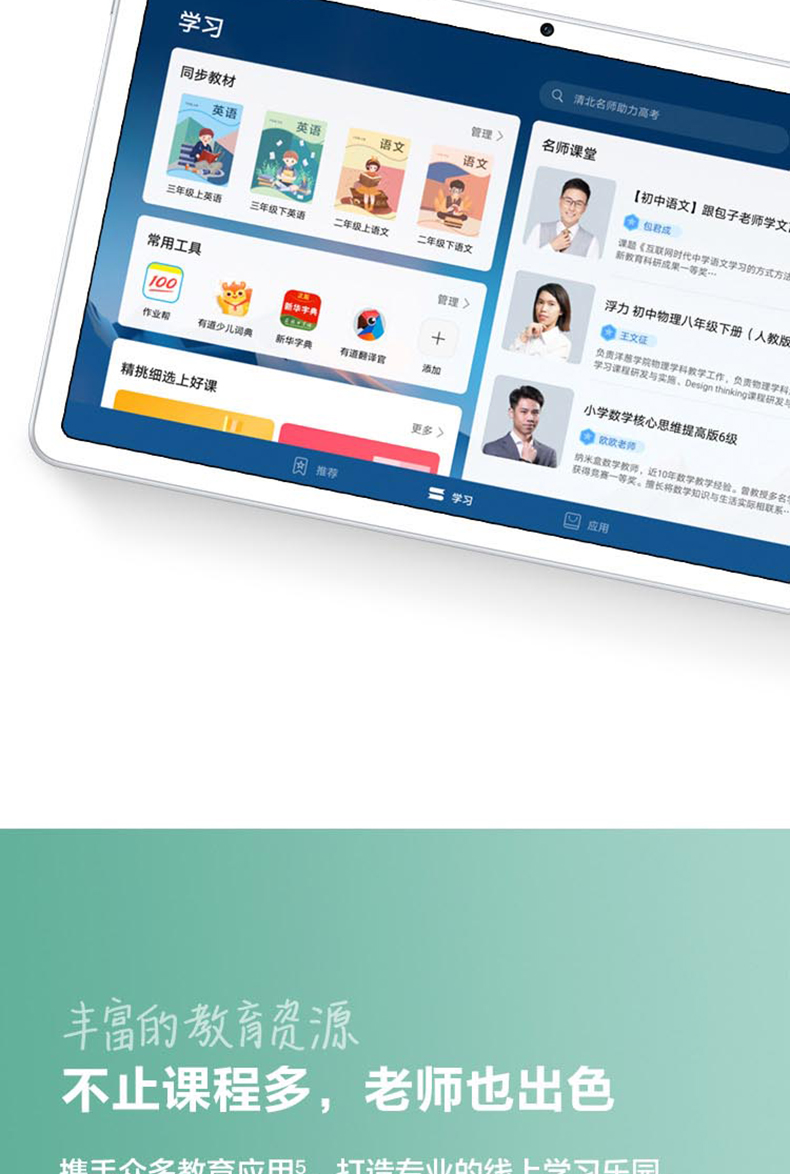 学习
清北名师助力高考
同步教材
管理
英语
英语
语文
语文
三年级上英语
三年级下英语
二年级上语文
二年级下语文
常用工具
管理
100
正版
新华字典
作业帮
有道少儿词典
新华字典
有道翻译官
添加
精挑细选上好课
更多
名师课堂
【初中语文】跟包子老师学文
包君成
课题《互联网时代中学语文学习的方式方法
新教育科研成果一等奖…
浮力 初中物理八年级下册（人教版
王文征
负责洋葱学院物理学科教学工作，负责物理学科
学习课程研发与实施、Design thinking课程研发与
小学数学核心思维提高版6级
欧欧老师
纳米盒数学教师，近10年数学教学经验。曾教授多名学
获得竞赛一等奖。擅长将数学知识与生活实际相联系…
推荐
学习
应用
丰富的教育资源
不止课程多，老师也出色
携手众多教育应用5，打造专业的线上学习乐园